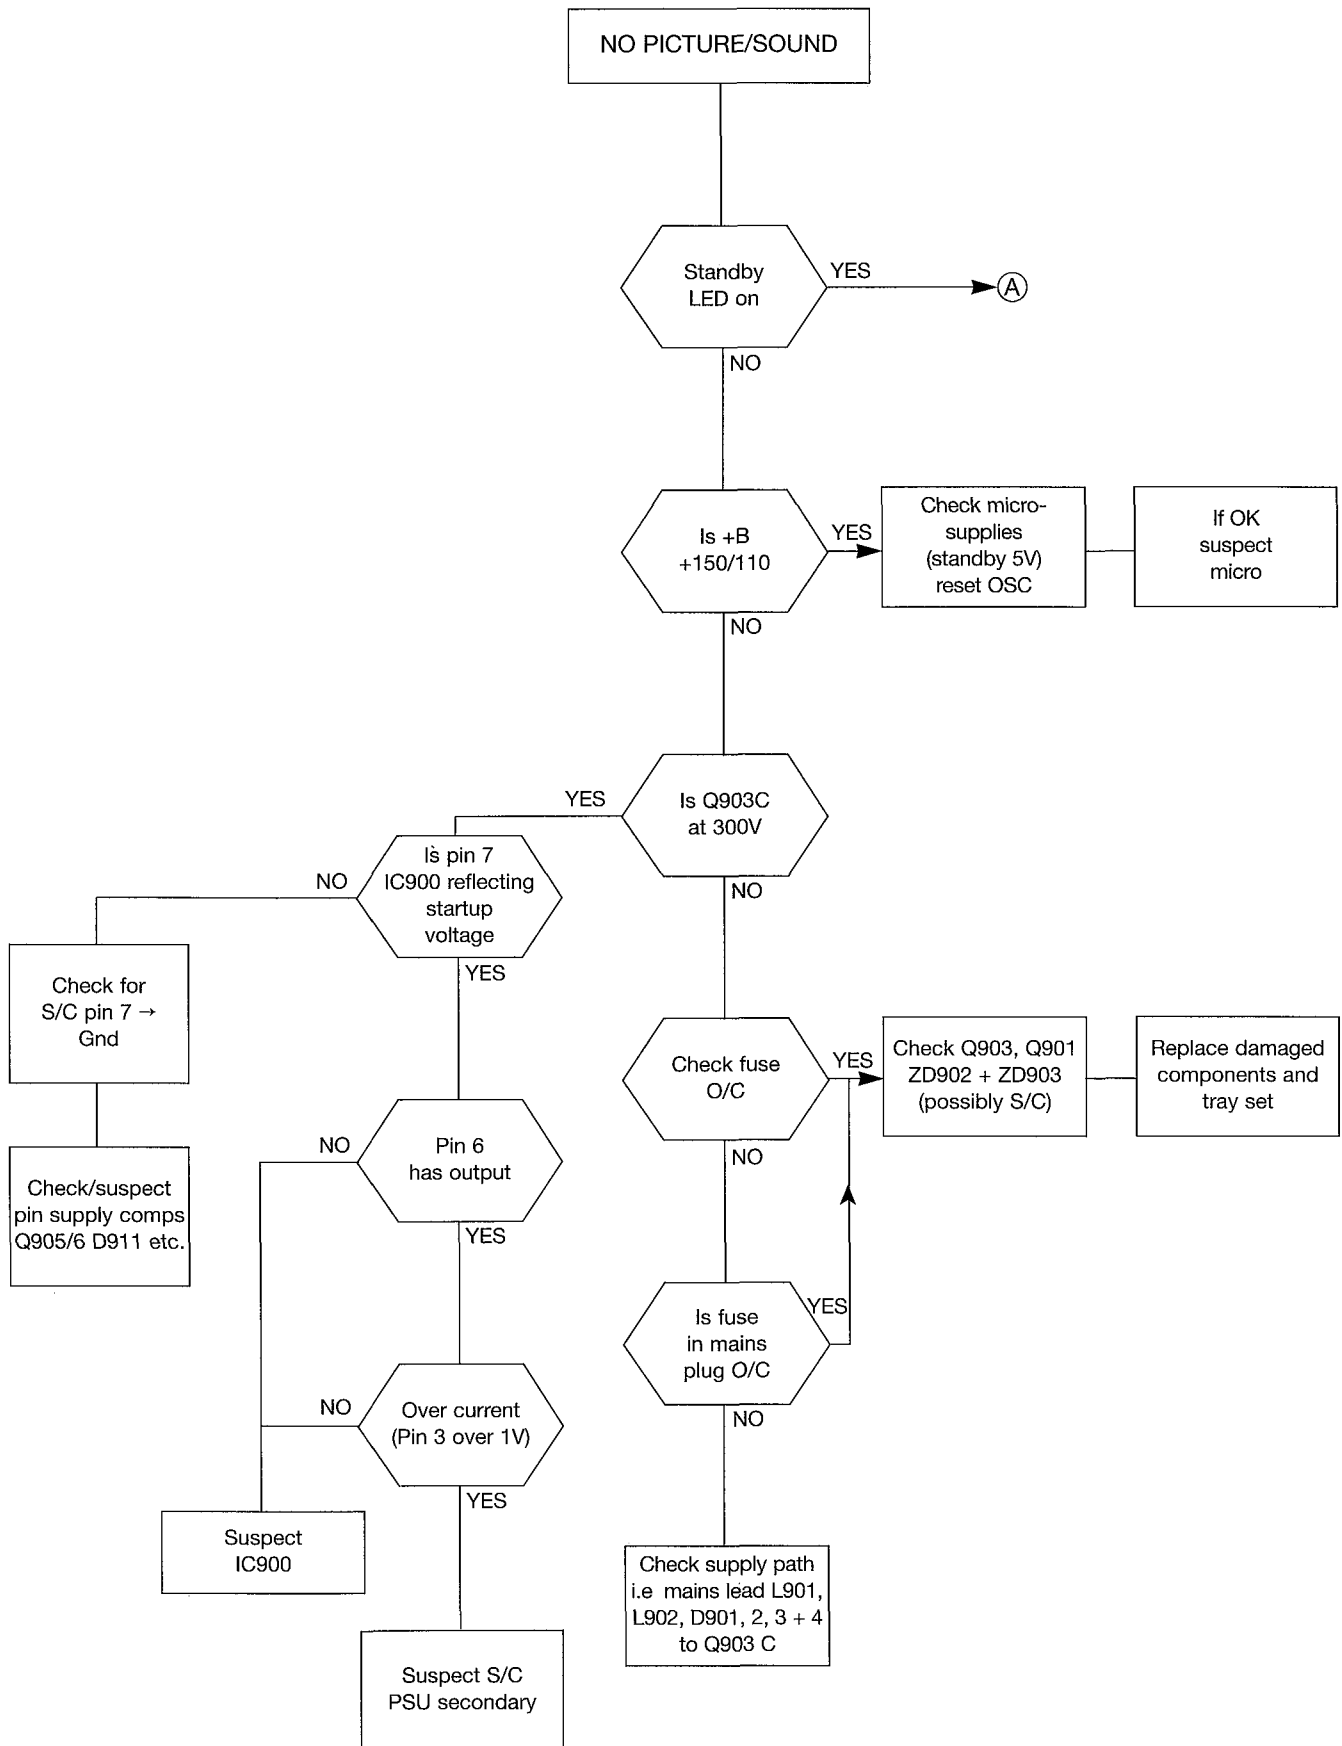 NO PICTURE/SOUND
Standby
LED on
YES
A
NO
Is +B
+150/110
YES
Check micro-
supplies
(standby 5V)
reset OSC
If OK
suspect
micro
NO
Is Q903C
at 300V
YES
NO
Is pin 7
IC900 reflecting
startup
voltage
NO
YES
Check for
S/C pin 7 →
Gnd
Check/suspect
pin supply comps
Q905/6 D911 etc.
Pin 6
has output
NO
YES
Over current
(Pin 3 over 1V)
NO
YES
Suspect
IC900
Suspect S/C
PSU secondary
Check fuse
O/C
YES
Check Q903, Q901
ZD902 + ZD903
(possibly S/C)
Replace damaged
components and
tray set
NO
Is fuse
in mains
plug O/C
YES
NO
Check supply path
i.e mains lead L901,
L902, D901, 2, 3 + 4
to Q903 C